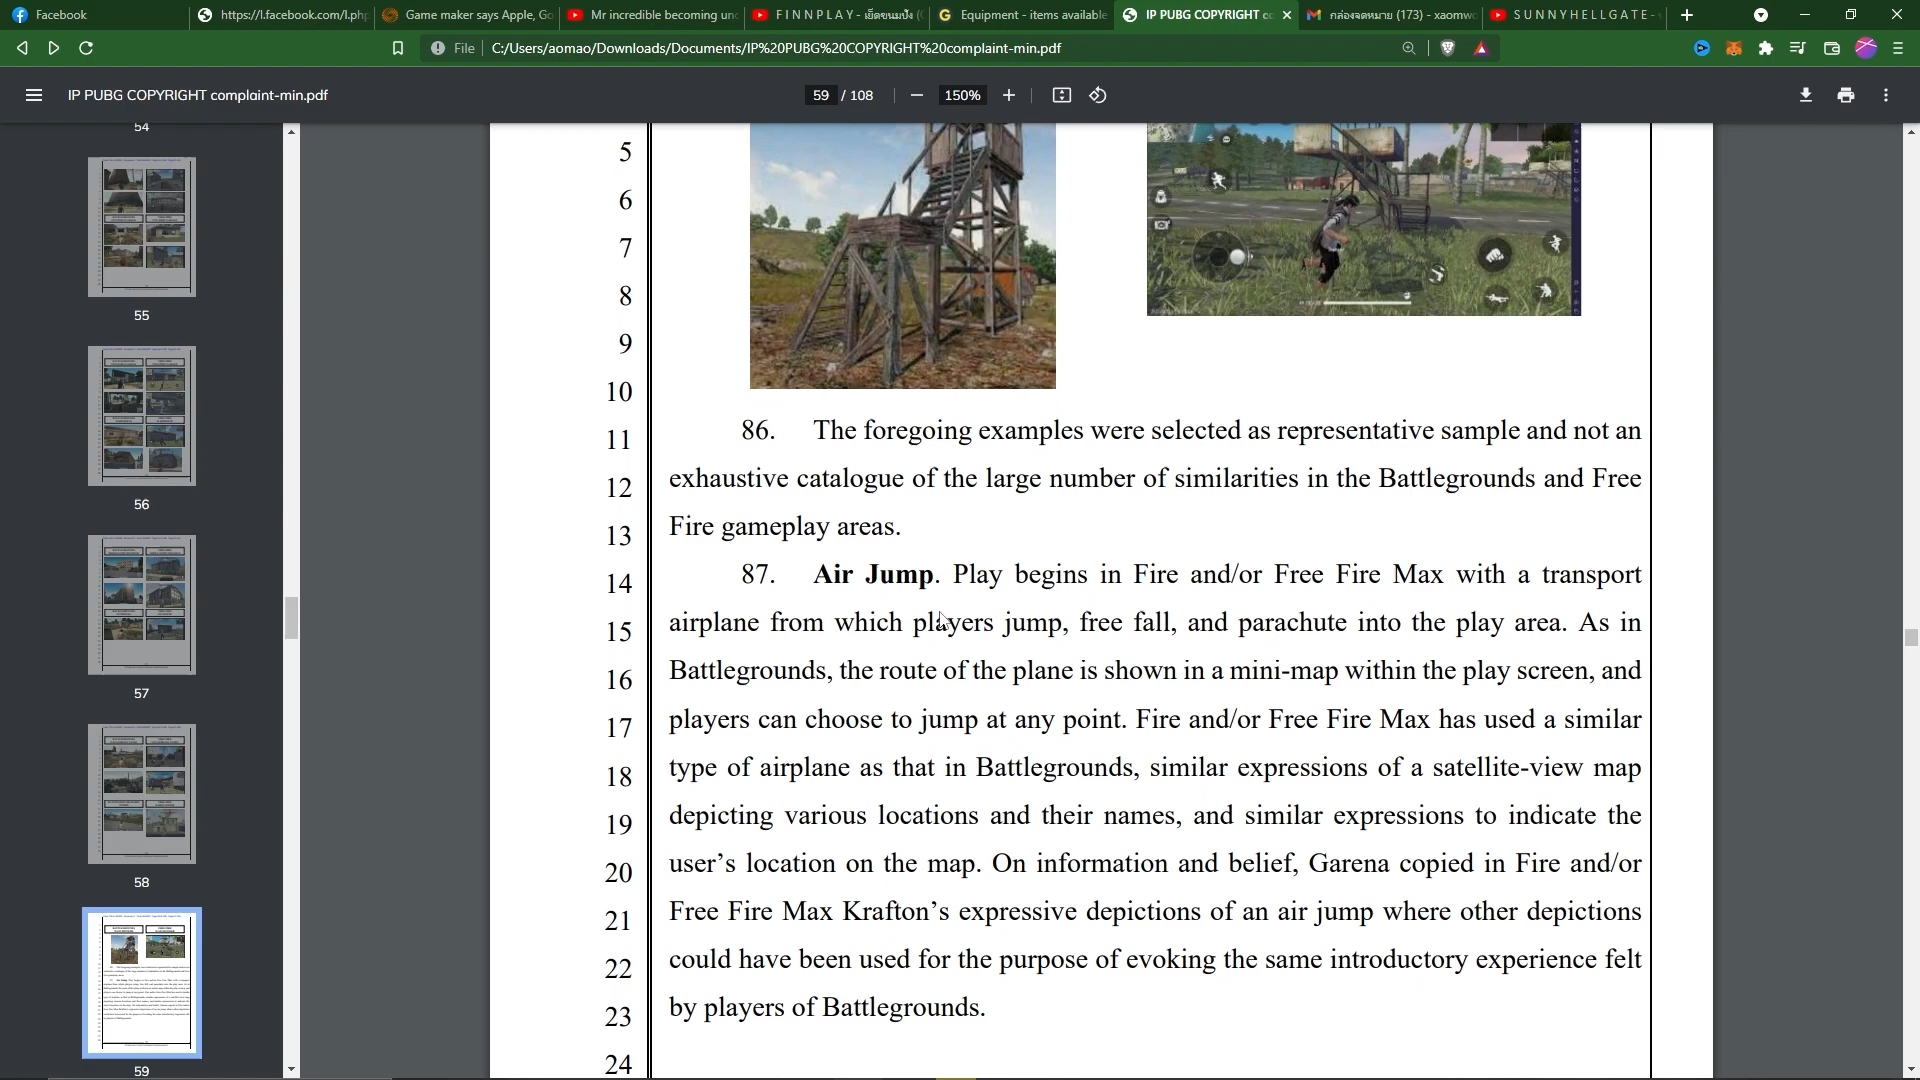 Facebook
https://l.facebook.com/l.php
Game maker says Apple, Go
Mr incredible becoming un
F I N N P L A Y -
Equipment - items available
IP PUBG COPYRIGHT co
กล่องจดหมาย (173) - xaomwo
S U N N Y H E L L G A T E -
File
C:/Users/aomao/Downloads/Documents/IP%20PUBG%20COPYRIGHT%20complaint-min.pdf
IP PUBG COPYRIGHT complaint-min.pdf
59 / 108
150%
54
55
56
57
58
59
5
6
7
8
9
10
11 86. The foregoing examples were selected as representative sample and not an
12 exhaustive catalogue of the large number of similarities in the Battlegrounds and Free
13 Fire gameplay areas.
14 87. Air Jump. Play begins in Fire and/or Free Fire Max with a transport
15 airplane from which players jump, free fall, and parachute into the play area. As in
16 Battlegrounds, the route of the plane is shown in a mini-map within the play screen, and
17 players can choose to jump at any point. Fire and/or Free Fire Max has used a similar
18 type of airplane as that in Battlegrounds, similar expressions of a satellite-view map
19 depicting various locations and their names, and similar expressions to indicate the
20 user’s location on the map. On information and belief, Garena copied in Fire and/or
21 Free Fire Max Krafton’s expressive depictions of an air jump where other depictions
22 could have been used for the purpose of evoking the same introductory experience felt
23 by players of Battlegrounds.
24